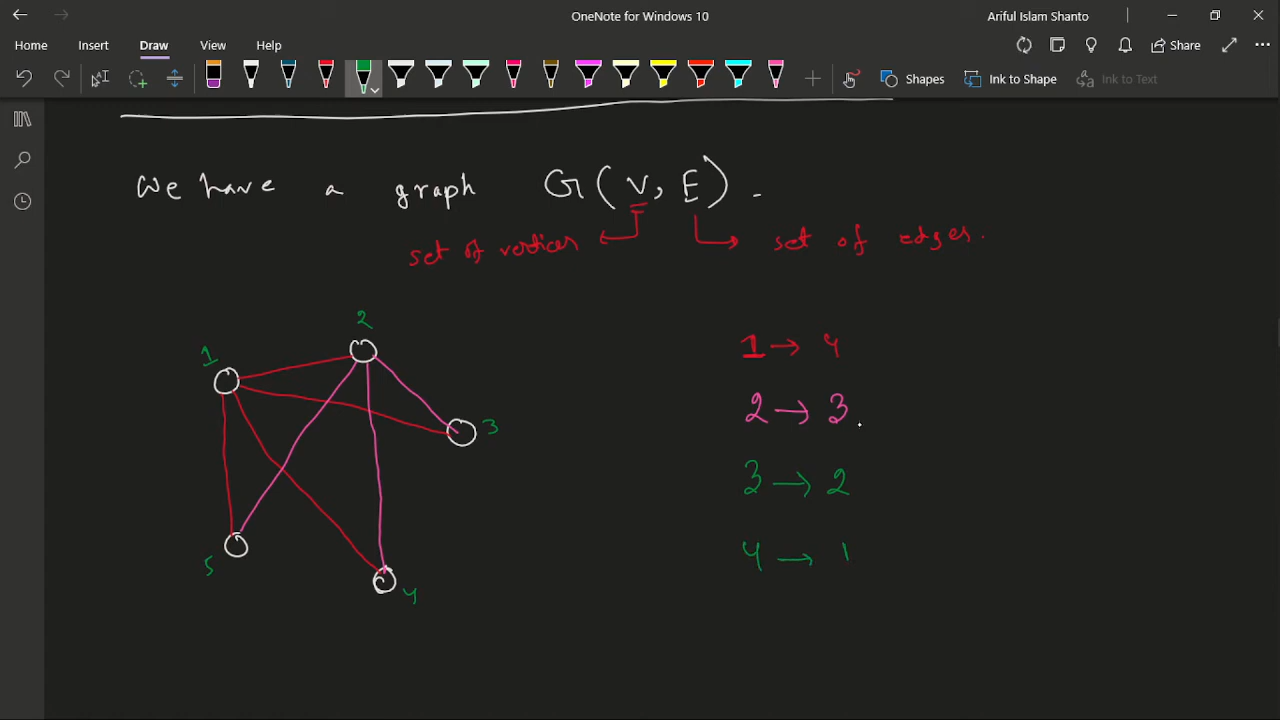 OneNote for Windows 10
Ariful Islam Shanto
Home Insert Draw View Help
Share
Shapes Ink to Shape Ink to Text
We have a graph G(V, E).
set of vertices
set of edges.
1 → 4
2 → 3
3 → 2
4 → 1
1
2
3
4
5